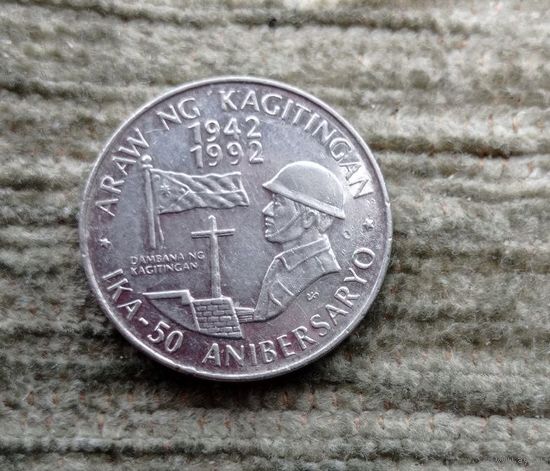 ARAW NG KAGITINGAN
1942
1992
DAMBANA NG
KAGITINGAN
IKA-50 ANIBERSARYO